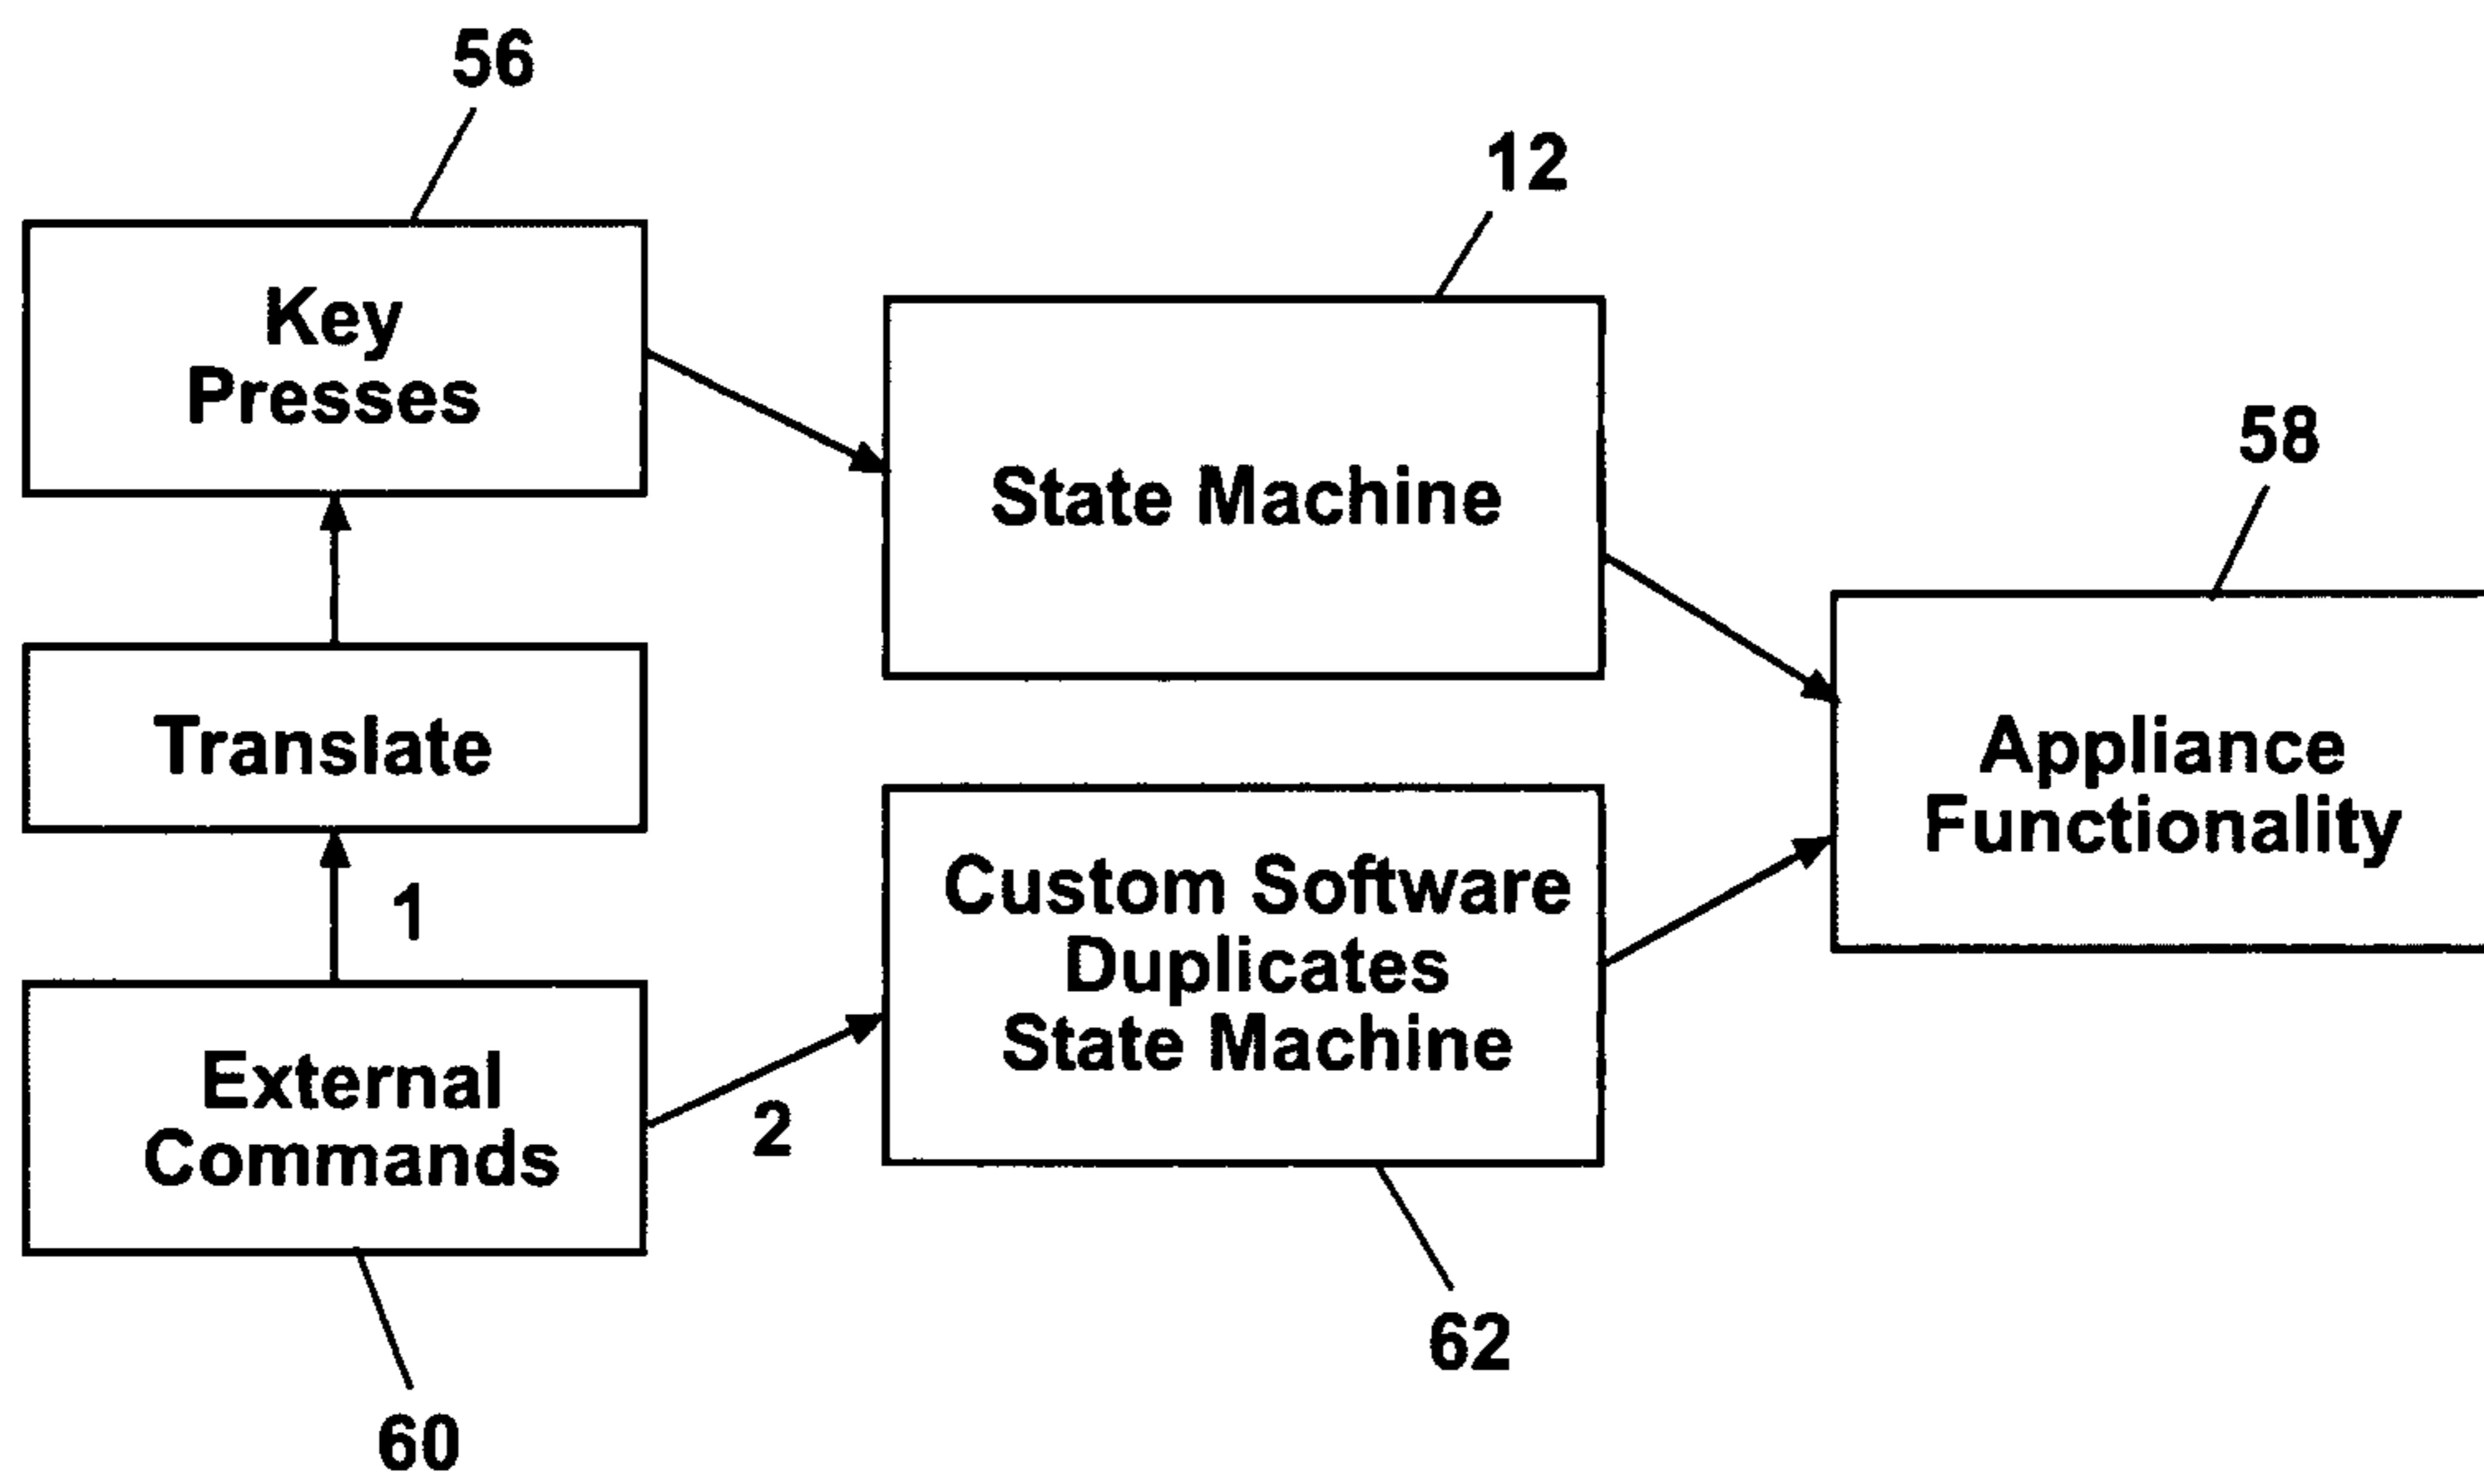 56
Key
Presses
12
State Machine
58
Translate
Appliance
Functionality
1
Custom Software
Duplicates
State Machine
External
Commands
2
62
60